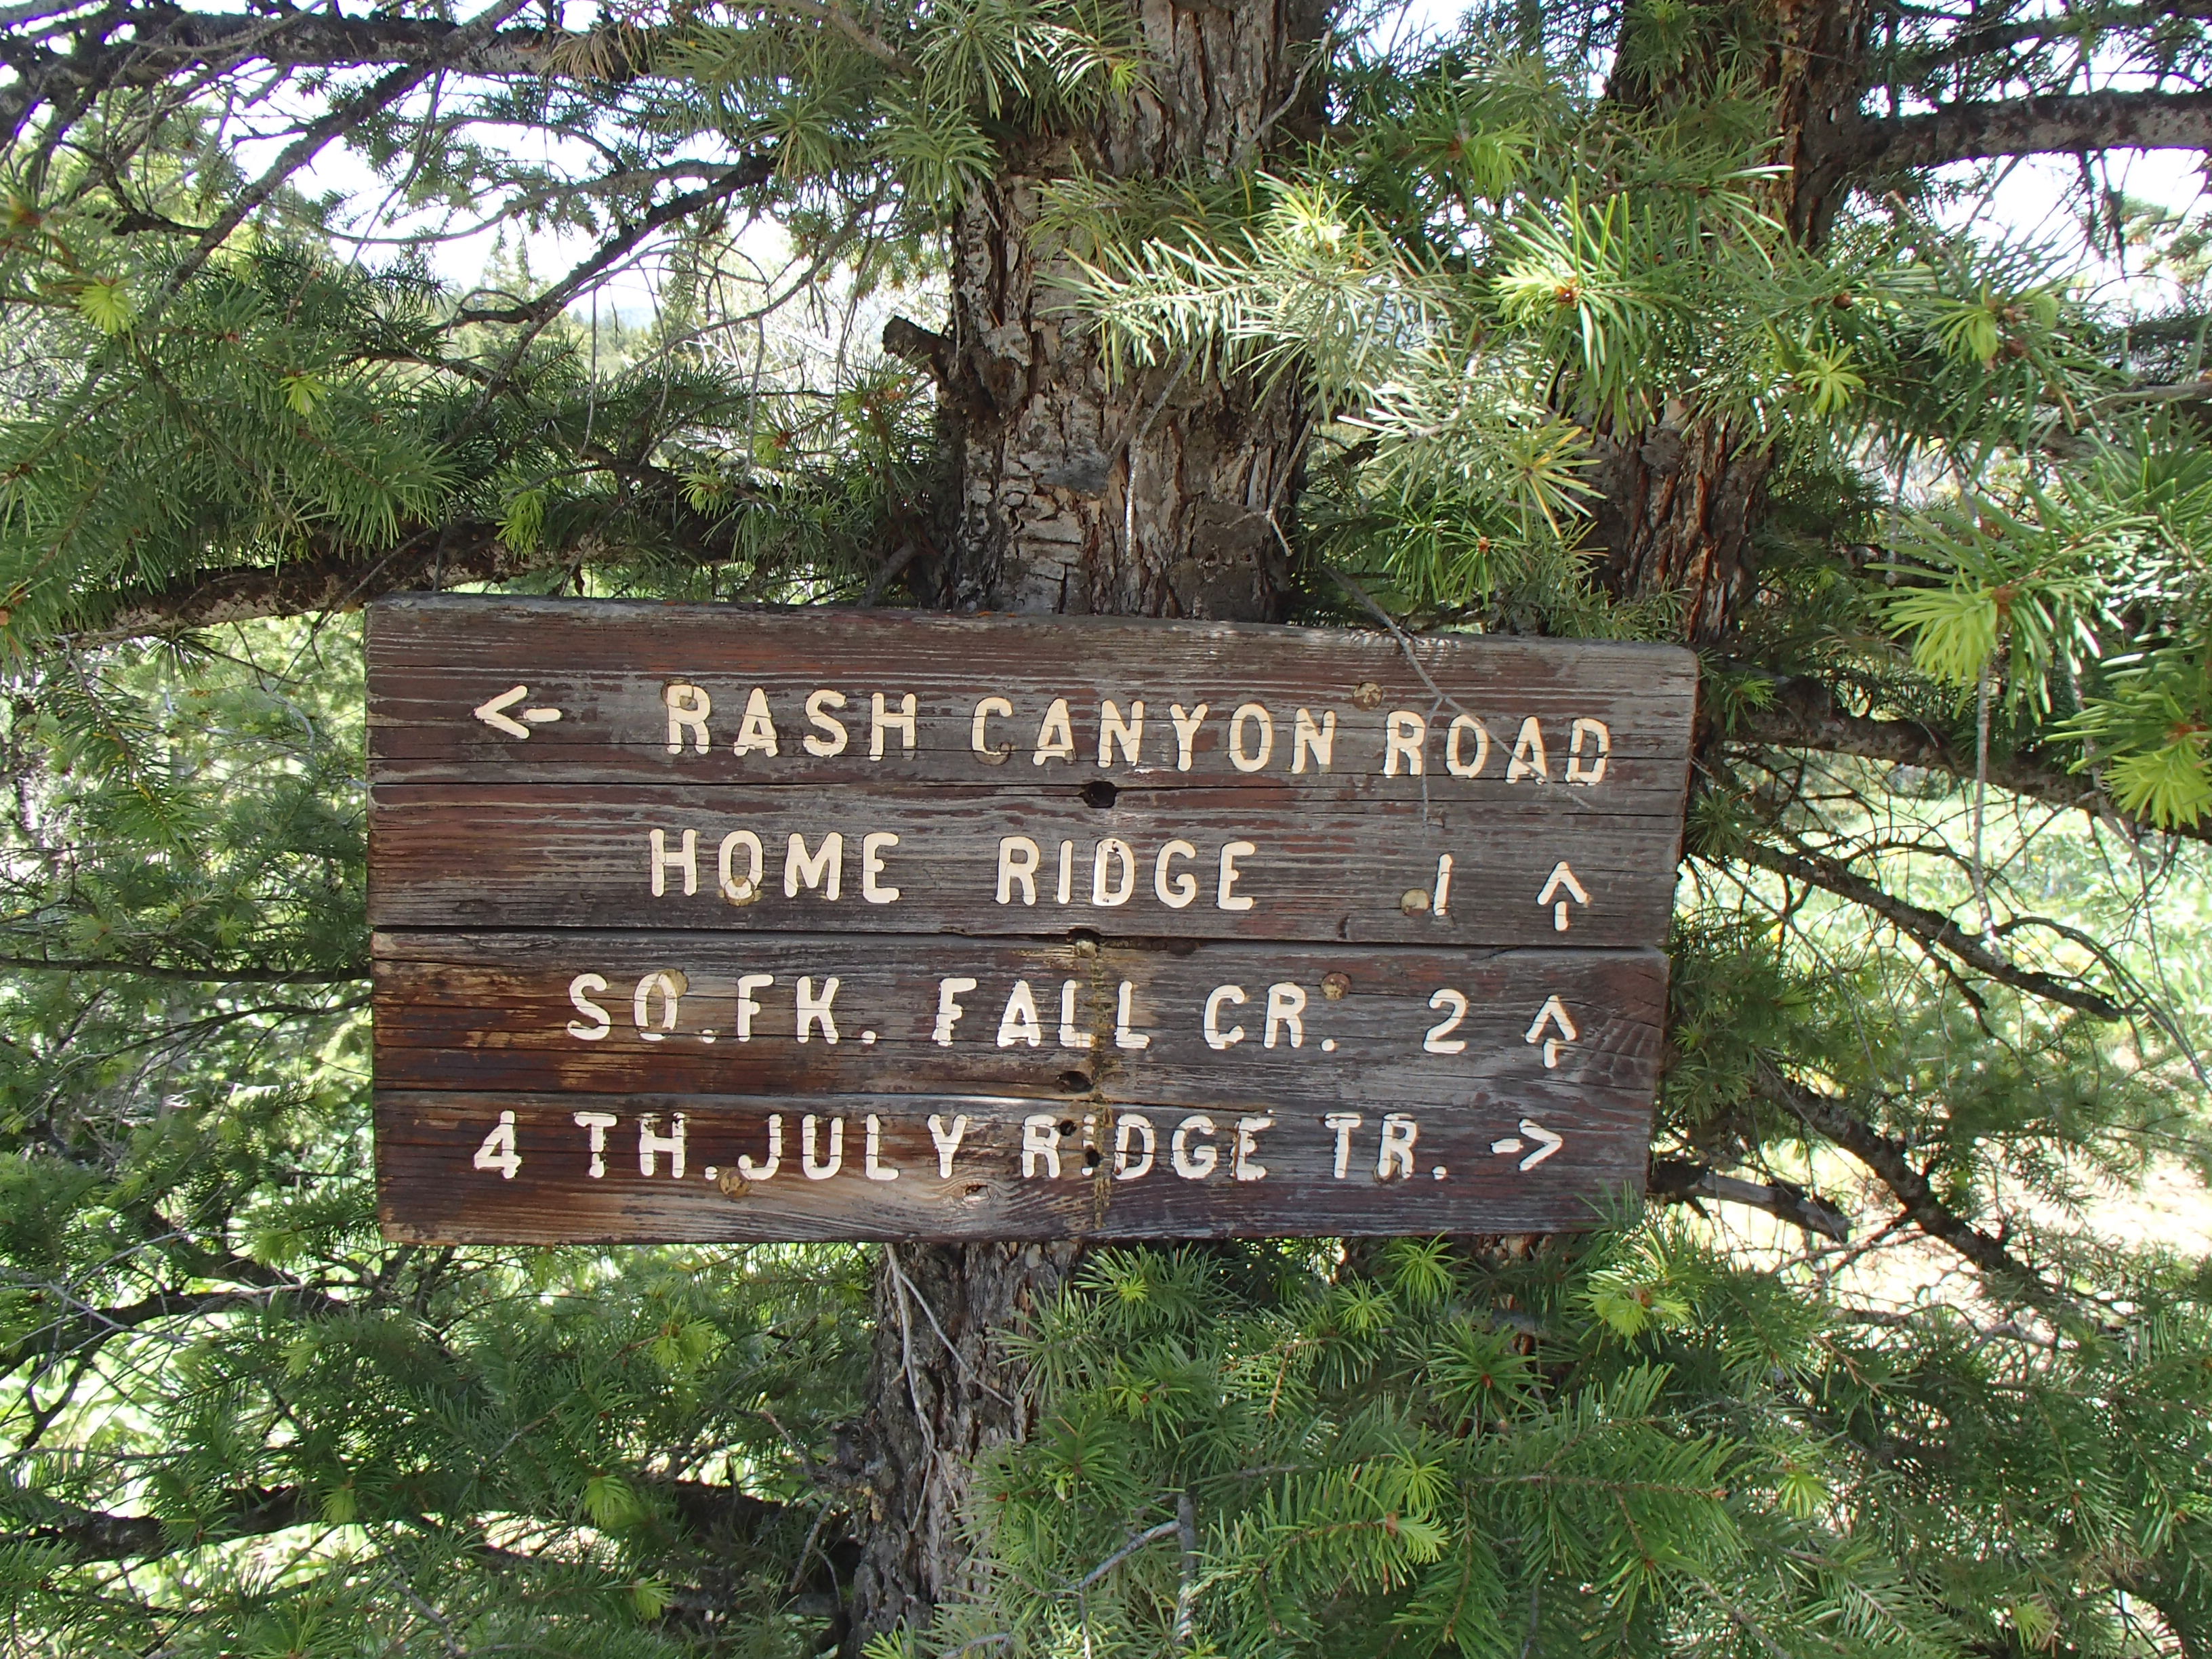 ← RASH CANYON ROAD
HOME RIDGE 1 ↑
SO.FK. FALL CR. 2 ↑
4 TH.JULY RIDGE TR. →